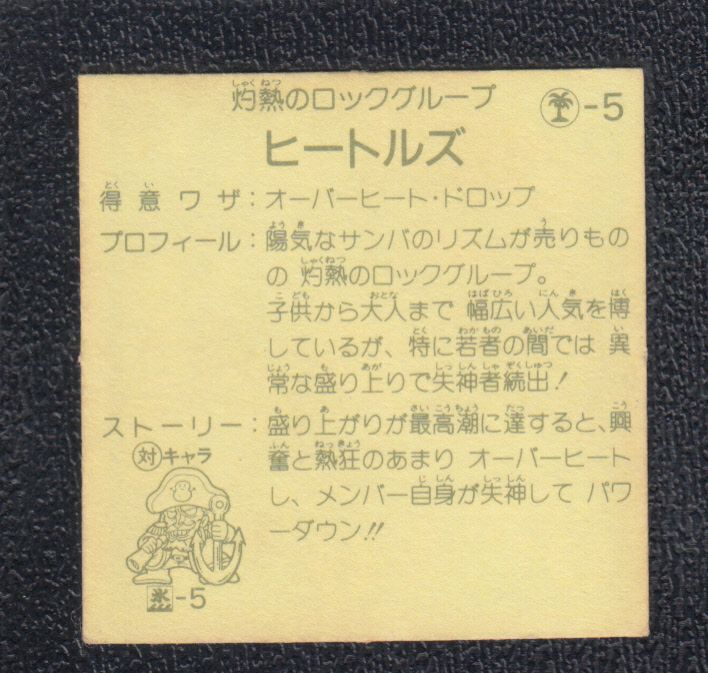 灼熱のロックグループ
-5
ヒートルズ
得意ワザ:オーバーヒート・ドロップ
プロフィール:陽気なサンバのリズムが売りもの
の 灼熱のロックグループ。
子供から大人まで 幅広い人気を博
しているが、特に若者の間では 異
常な盛り上りで失神者続出!
ストーリー:盛り上がりが最高潮に達すると、興
奮と熱狂のあまり オーバーヒート
し、メンバー自身が失神して パワ
ーダウン!!
対キャラ
氷-5